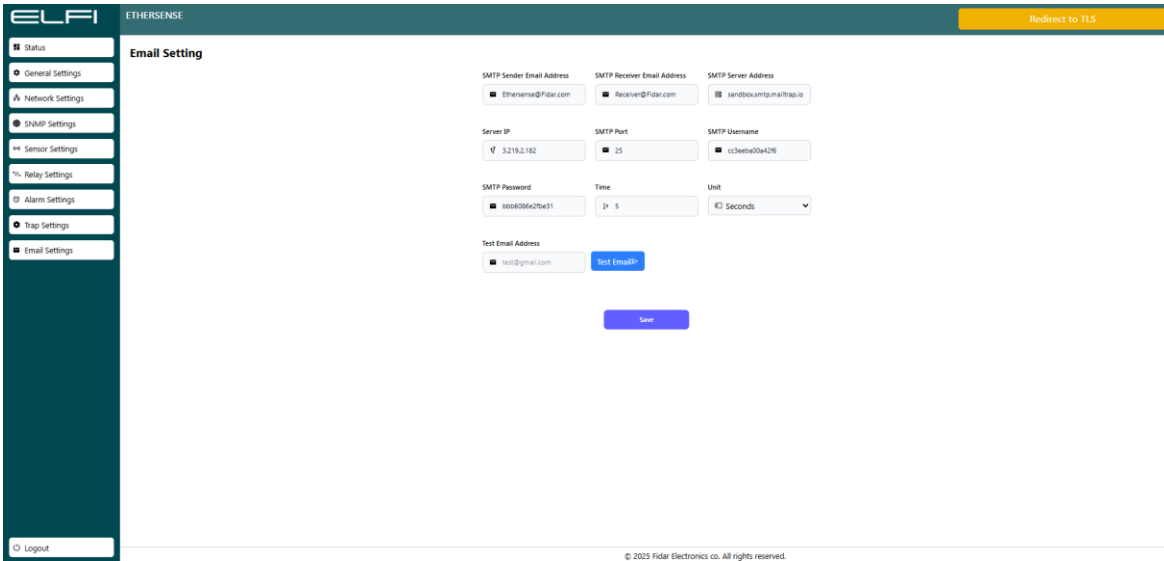 ELFI
ETHERSENSE
Redirect to TLS
Status
General Settings
Network Settings
SNMP Settings
Sensor Settings
Relay Settings
Alarm Settings
Trap Settings
Email Settings
Logout
Email Setting
SMTP Sender Email Address
SMTP Receiver Email Address
SMTP Server Address
Ethersense@Fidar.com
Receiver@Fidar.com
sandbox.smtp.mailtrap.io
Server IP
SMTP Port
SMTP Username
3.219.2.182
25
cc3eeba00a42f6
SMTP Password
Time
Unit
bbb6086e2fbe31
5
Seconds
Test Email Address
test@gmail.com
Test Email
Save
© 2025 Fidar Electronics co. All rights reserved.